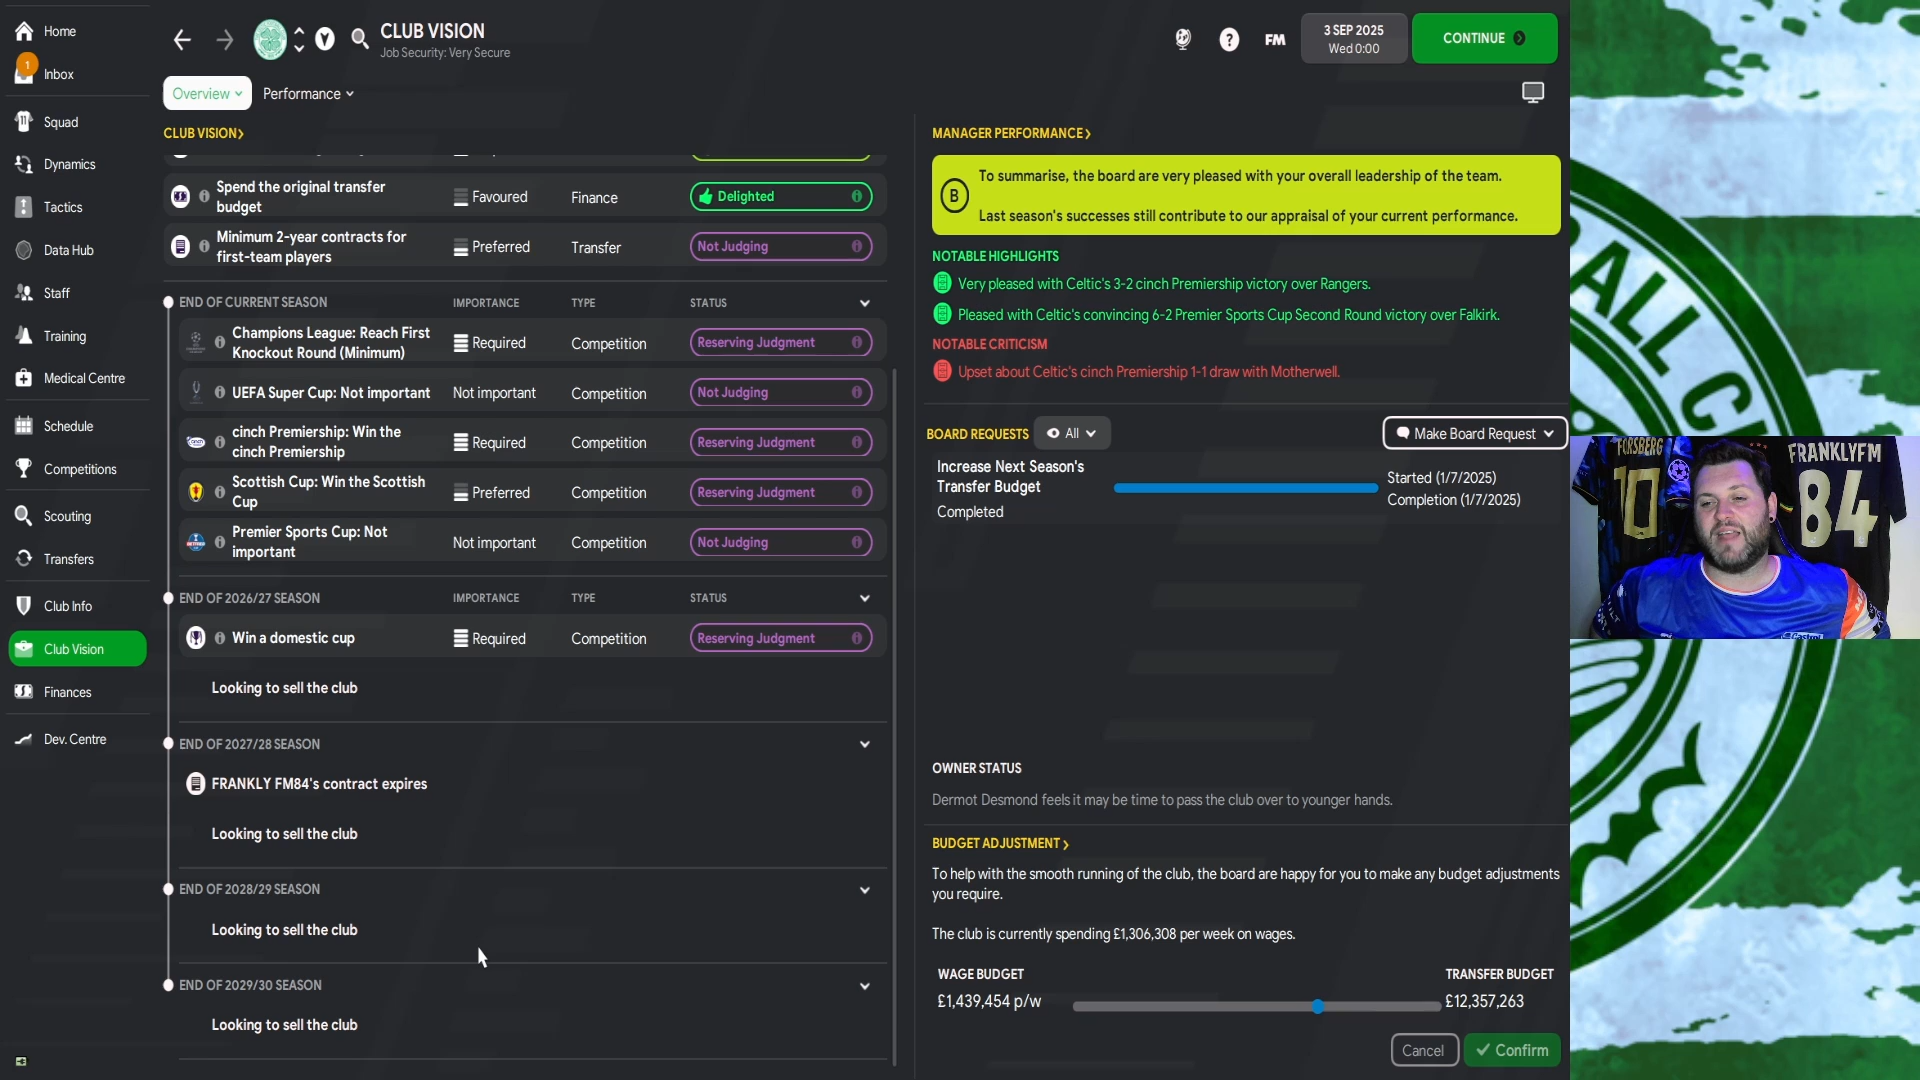 Home
1
Inbox
Squad
Dynamics
Tactics
Data Hub
Staff
Training
Medical Centre
Schedule
Competitions
Scouting
Transfers
Club Info
Club Vision
Finances
Dev. Centre
CLUB VISION
Job Security: Very Secure
FM
3 SEP 2025
Wed 0:00
CONTINUE
Overview
Performance
CLUB VISION
Spend the original transfer budget
Favoured
Finance
Delighted
Minimum 2-year contracts for first-team players
Preferred
Transfer
Not Judging
END OF CURRENT SEASON
IMPORTANCE
TYPE
STATUS
Champions League: Reach First Knockout Round (Minimum)
Required
Competition
Reserving Judgment
UEFA Super Cup: Not important
Not important
Competition
Not Judging
cinch Premiership: Win the cinch Premiership
Required
Competition
Reserving Judgment
Scottish Cup: Win the Scottish Cup
Preferred
Competition
Reserving Judgment
Premier Sports Cup: Not important
Not important
Competition
Not Judging
END OF 2026/27 SEASON
IMPORTANCE
TYPE
STATUS
Win a domestic cup
Required
Competition
Reserving Judgment
Looking to sell the club
END OF 2027/28 SEASON
FRANKLY FM84's contract expires
Looking to sell the club
END OF 2028/29 SEASON
Looking to sell the club
END OF 2029/30 SEASON
Looking to sell the club
MANAGER PERFORMANCE
B
To summarise, the board are very pleased with your overall leadership of the team.
Last season's successes still contribute to our appraisal of your current performance.
NOTABLE HIGHLIGHTS
Very pleased with Celtic's 3-2 cinch Premiership victory over Rangers.
Pleased with Celtic's convincing 6-2 Premier Sports Cup Second Round victory over Falkirk.
NOTABLE CRITICISM
Upset about Celtic's cinch Premiership 1-1 draw with Motherwell.
BOARD REQUESTS
All
Make Board Request
Increase Next Season's Transfer Budget
Completed
Started (1/7/2025)
Completion (1/7/2025)
OWNER STATUS
Dermot Desmond feels it may be time to pass the club over to younger hands.
BUDGET ADJUSTMENT
To help with the smooth running of the club, the board are happy for you to make any budget adjustments
you require.
The club is currently spending £1,306,308 per week on wages.
WAGE BUDGET
£1,439,454 p/w
TRANSFER BUDGET
£12,357,263
Cancel
Confirm
ALL C
FORSBERG
10
FRANKLYFM
84